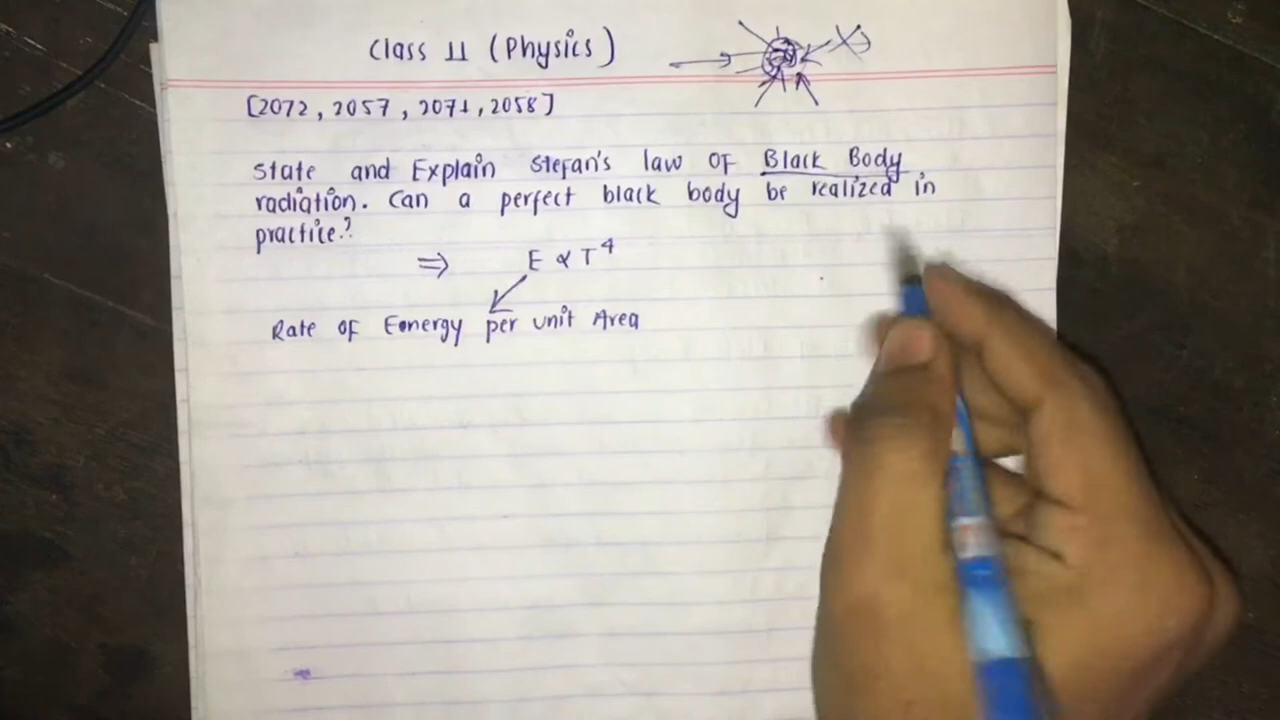 Class 11 (Physics)
[2072, 2057, 2071, 2058]
State and Explain Stefan's law OF Black Body
radiation. Can a perfect black body be realized in
practice?
⇒ E ∝ T⁴
Rate of Eonergy per unit Area